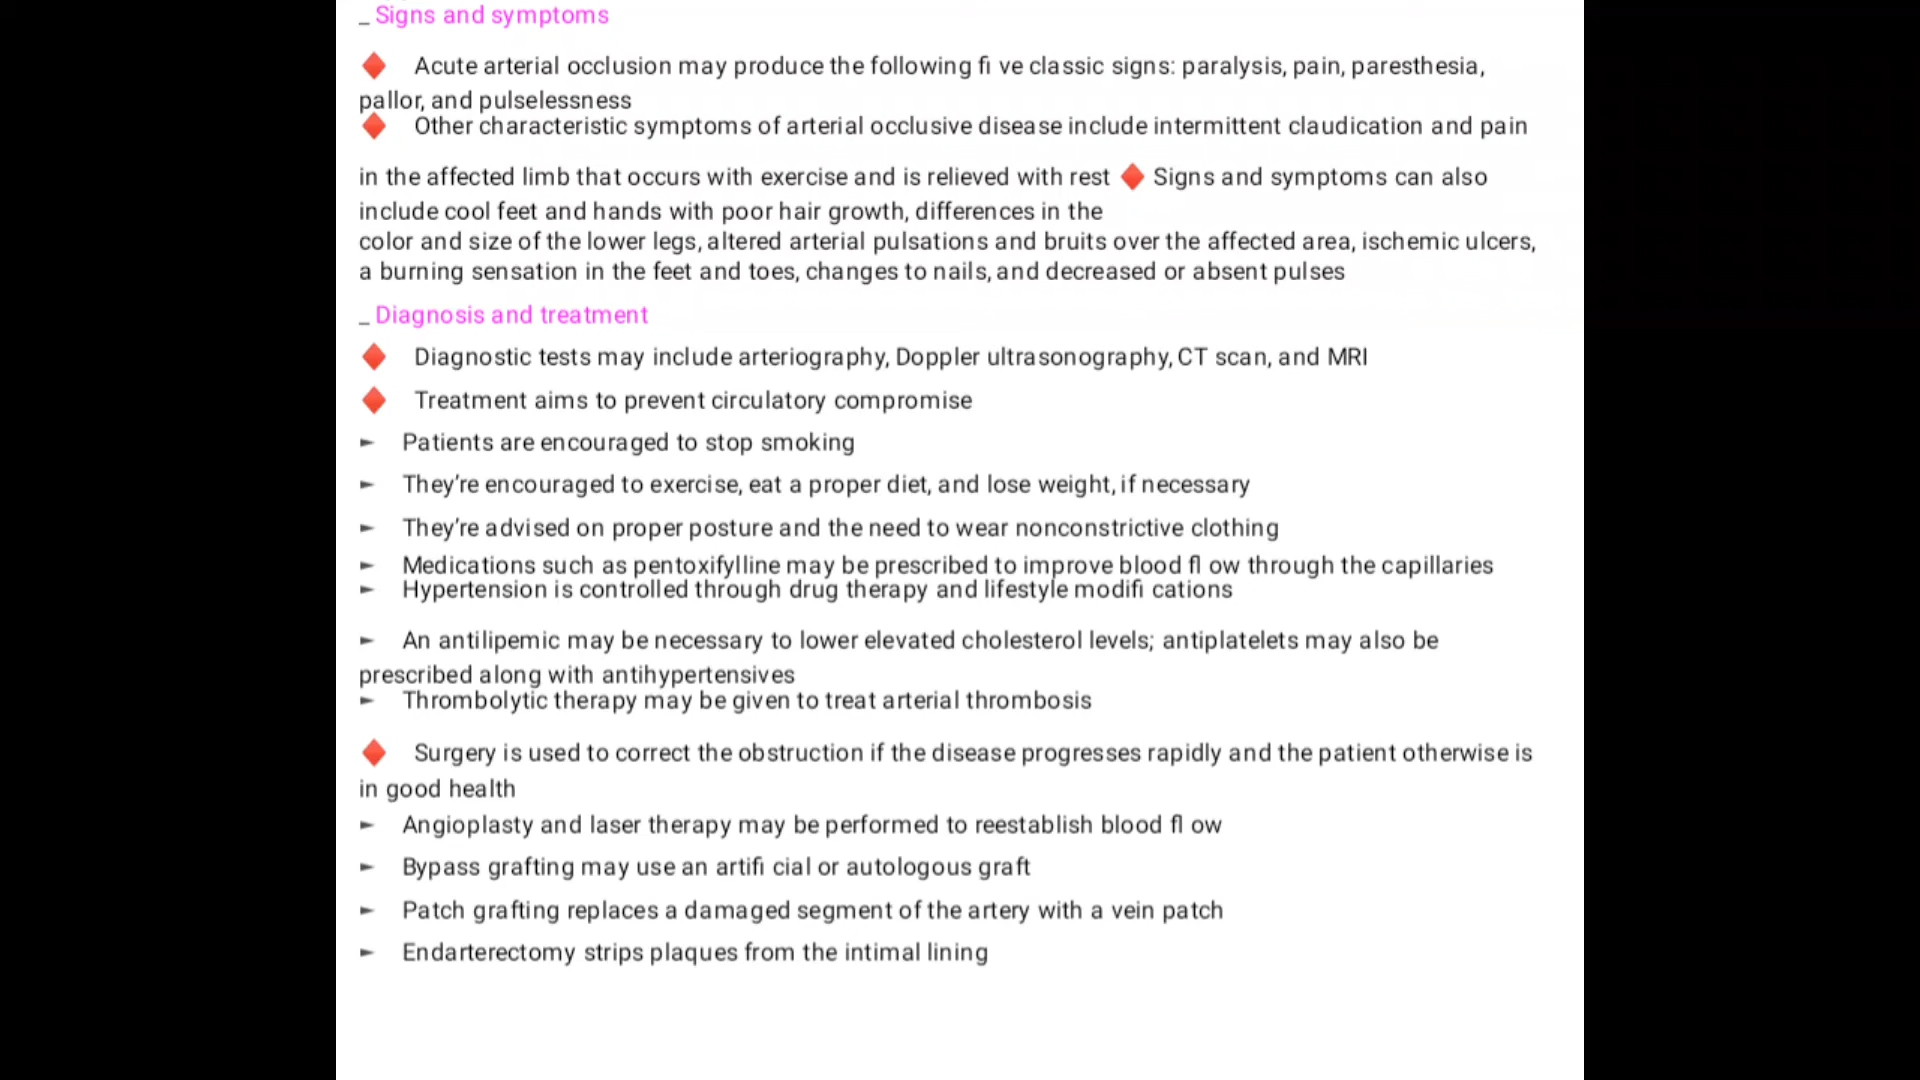 _ Signs and symptoms
♦ Acute arterial occlusion may produce the following fi ve classic signs: paralysis, pain, paresthesia,
pallor, and pulselessness
♦ Other characteristic symptoms of arterial occlusive disease include intermittent claudication and pain
in the affected limb that occurs with exercise and is relieved with rest ♦ Signs and symptoms can also
include cool feet and hands with poor hair growth, differences in the
color and size of the lower legs, altered arterial pulsations and bruits over the affected area, ischemic ulcers,
a burning sensation in the feet and toes, changes to nails, and decreased or absent pulses
_ Diagnosis and treatment
♦ Diagnostic tests may include arteriography, Doppler ultrasonography, CT scan, and MRI
♦ Treatment aims to prevent circulatory compromise
► Patients are encouraged to stop smoking
► They're encouraged to exercise, eat a proper diet, and lose weight, if necessary
► They're advised on proper posture and the need to wear nonconstrictive clothing
► Medications such as pentoxifylline may be prescribed to improve blood fl ow through the capillaries
► Hypertension is controlled through drug therapy and lifestyle modifi cations
► An antilipemic may be necessary to lower elevated cholesterol levels; antiplatelets may also be
prescribed along with antihypertensives
► Thrombolytic therapy may be given to treat arterial thrombosis
♦ Surgery is used to correct the obstruction if the disease progresses rapidly and the patient otherwise is
in good health
► Angioplasty and laser therapy may be performed to reestablish blood fl ow
► Bypass grafting may use an artifi cial or autologous graft
► Patch grafting replaces a damaged segment of the artery with a vein patch
► Endarterectomy strips plaques from the intimal lining